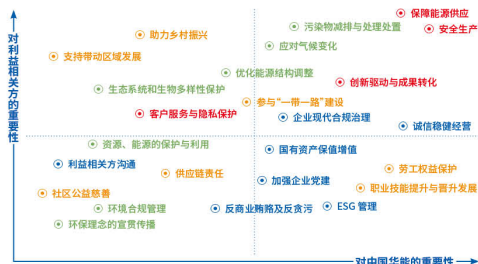 保障能源供应
污染物减排与处理处置
安全生产
助力乡村振兴
应对气候变化
支持带动区域发展
优化能源结构调整
创新驱动与成果转化
生态系统和生物多样性保护
参与“一带一路”建设
客户服务与隐私保护
企业现代合规治理
诚信稳健经营
对利益相关方的重要性
资源、能源的保护与利用
国有资产保值增值
利益相关方沟通
供应链责任
劳工权益保护
加强企业党建
职业技能提升与晋升发展
社区公益慈善
环境合规管理
反商业贿赂及反贪污
ESG 管理
环保理念的宣贯传播
对中国华能的重要性